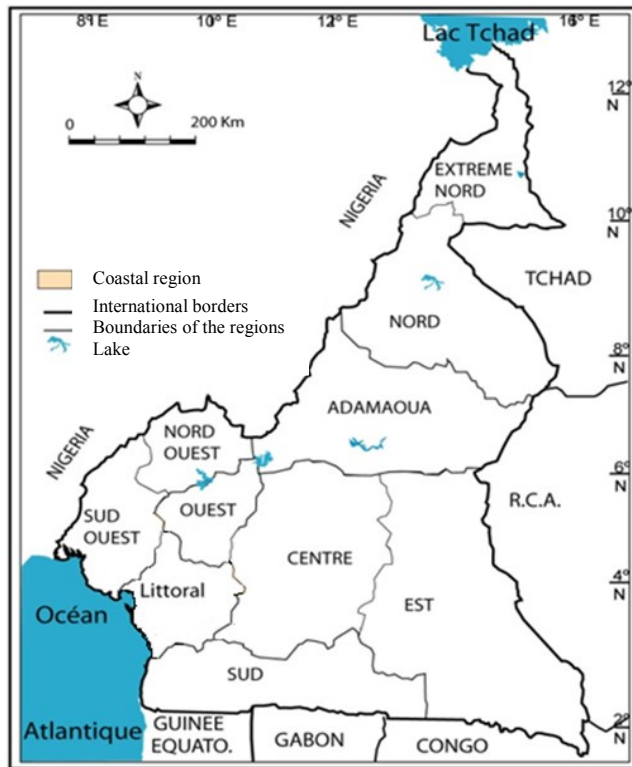 8° E 10° E 12° E 16° E
Lac Tchad
N
12°
N
0 200 Km
EXTREME
NORD
NIGERIA
10°
N
TCHAD
Coastal region
International borders
Boundaries of the regions
Lake
NORD
8°
N
ADAMAOUA
NORD
OUEST
NIGERIA
6°
N
R.C.A.
OUEST
SUD
OUEST
CENTRE
Littoral
4°
N
EST
Océan
SUD
Atlantique
GUINEE
EQUATO.
GABON
CONGO
2°
N